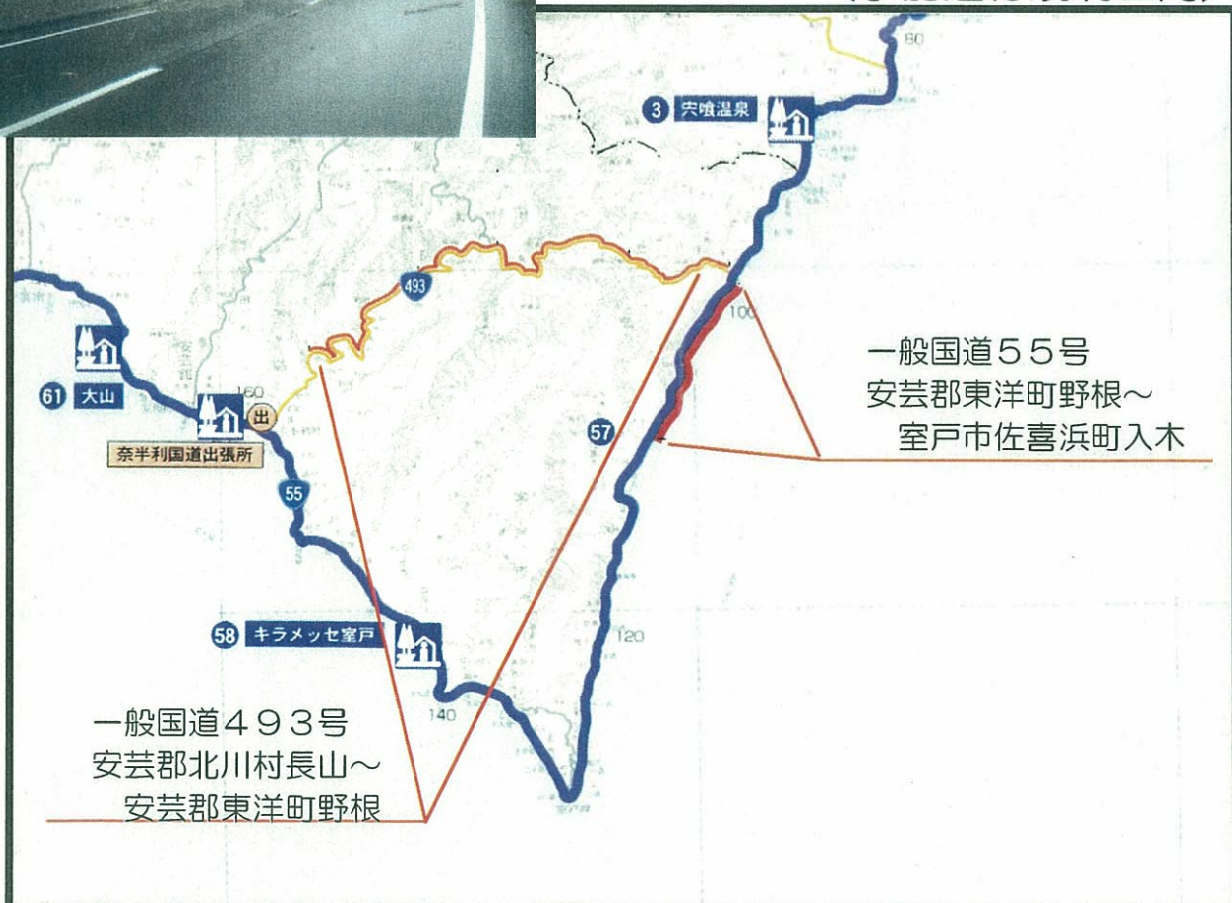 80
3 宍喰温泉
493
100
一般国道５５号
安芸郡東洋町野根～
室戸市佐喜浜町入木
61 大山
160
出
奈半利国道出張所
57
55
58 キラメッセ室戸
120
140
一般国道４９３号
安芸郡北川村長山～
安芸郡東洋町野根